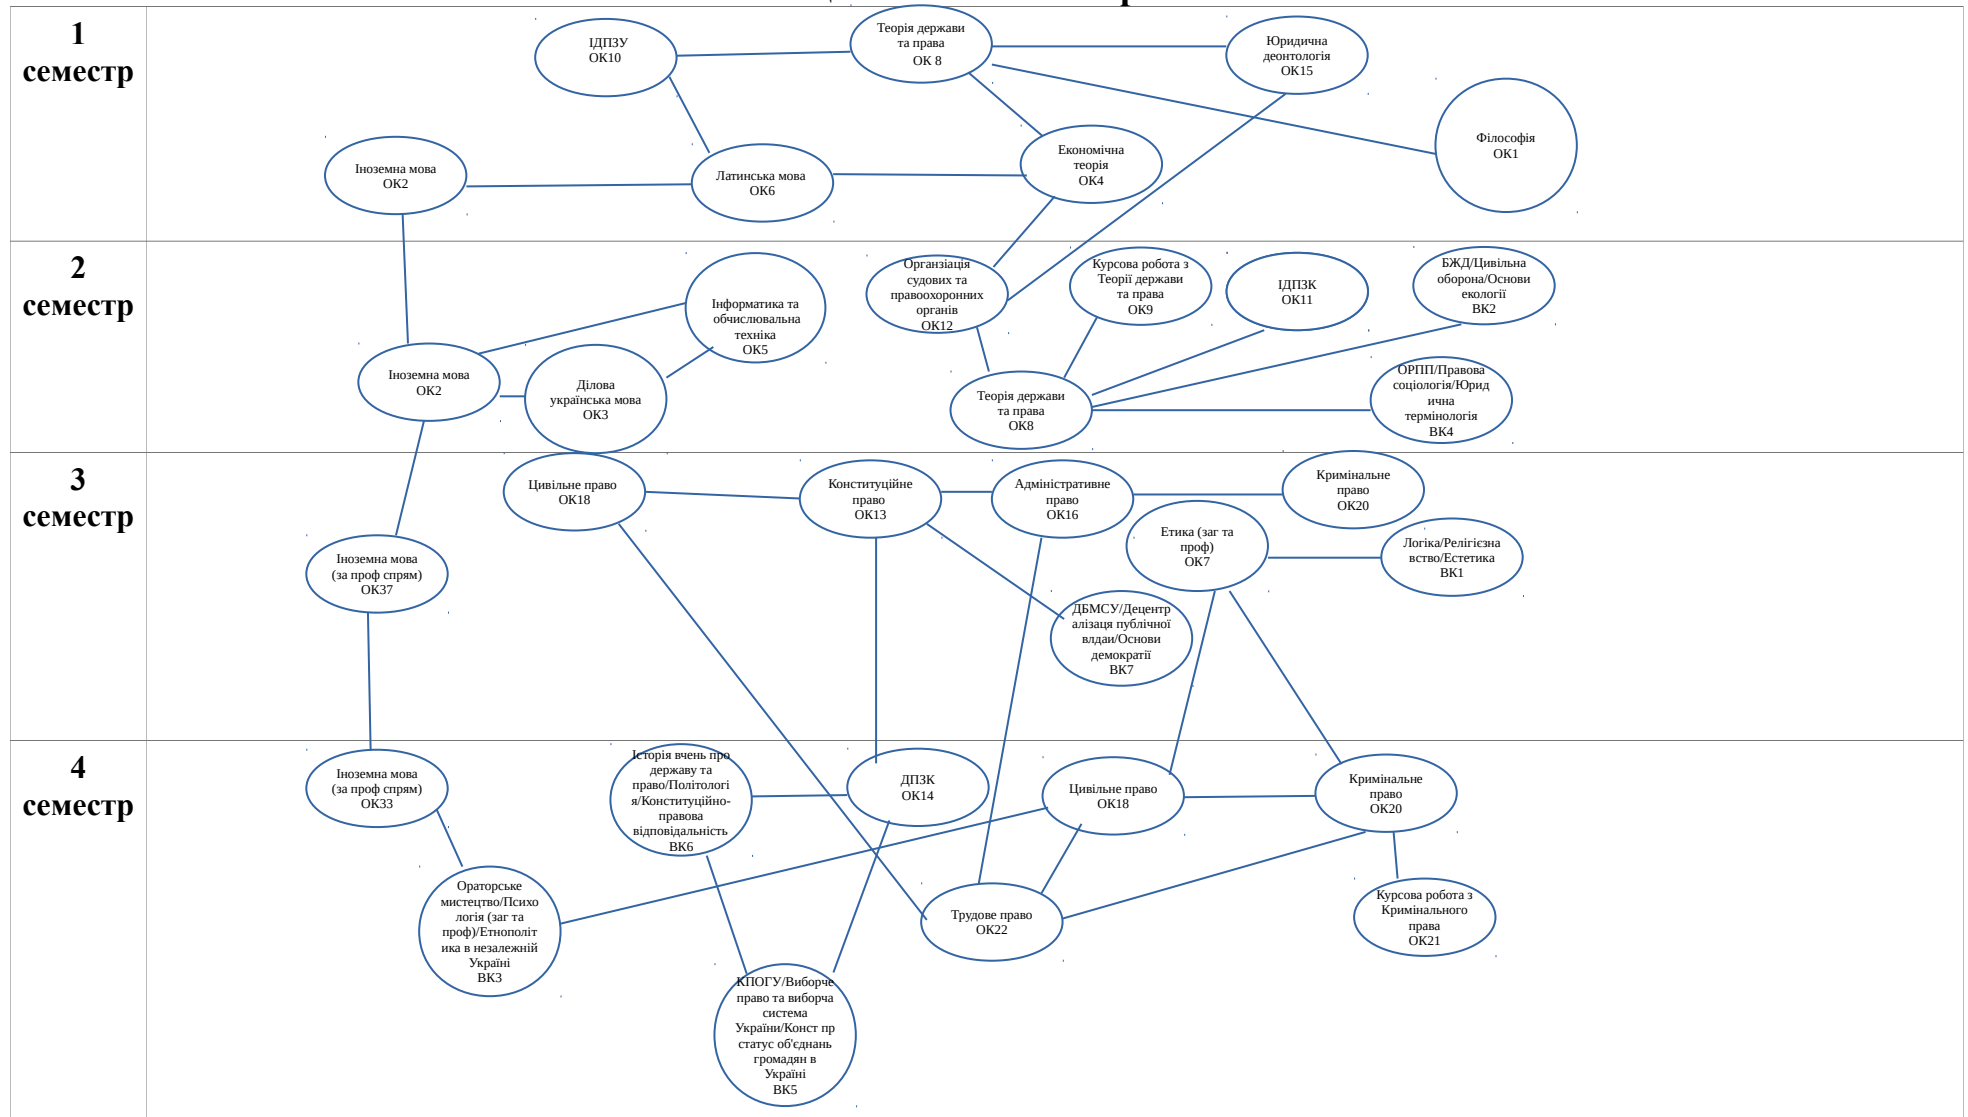 1
семестр
ІДПЗУ
ОК10
Теорія держави
та права
ОК 8
Юридична
деонтологія
ОК15
Філософія
ОК1
Іноземна мова
ОК2
Латинська мова
ОК6
Економічна
теорія
ОК4
2
семестр
Інформатика та
обчислювальна
техніка
ОК5
Органзіація
судових та
правоохоронних
органів
ОК12
Курсова робота з
Теорії держави
та права
ОК9
ІДПЗК
ОК11
БЖД/Цивільна
оборона/Основи
екології
ВК2
Іноземна мова
ОК2
Ділова
українська мова
ОК3
Теорія держави
та права
ОК8
ОРПП/Правова
соціологія/Юрид
ична
термінологія
ВК4
3
семестр
Цивільне право
ОК18
Конституційне
право
ОК13
Адміністративне
право
ОК16
Кримінальне
право
ОК20
Етика (заг та
проф)
ОК7
Логіка/Релігієзна
вство/Естетика
ВК1
Іноземна мова
(за проф спрям)
ОК37
ДБМСУ/Децентр
алізаця публічної
влдаи/Основи
демократії
ВК7
4
семестр
Іноземна мова
(за проф спрям)
ОК33
Історія вчень про
державу та
право/Політологі
я/Конституційно-
правова
відповідальність
ВК6
ДПЗК
ОК14
Цивільне право
ОК18
Кримінальне
право
ОК20
Ораторське
мистецтво/Психо
логія (заг та
проф)/Етнополіт
ика в незалежній
Україні
ВК3
Трудове право
ОК22
Курсова робота з
Кримінального
права
ОК21
КПОГУ/Виборче
право та виборча
система
України/Конст пр
статус об'єднань
громадян в
Україні
ВК5